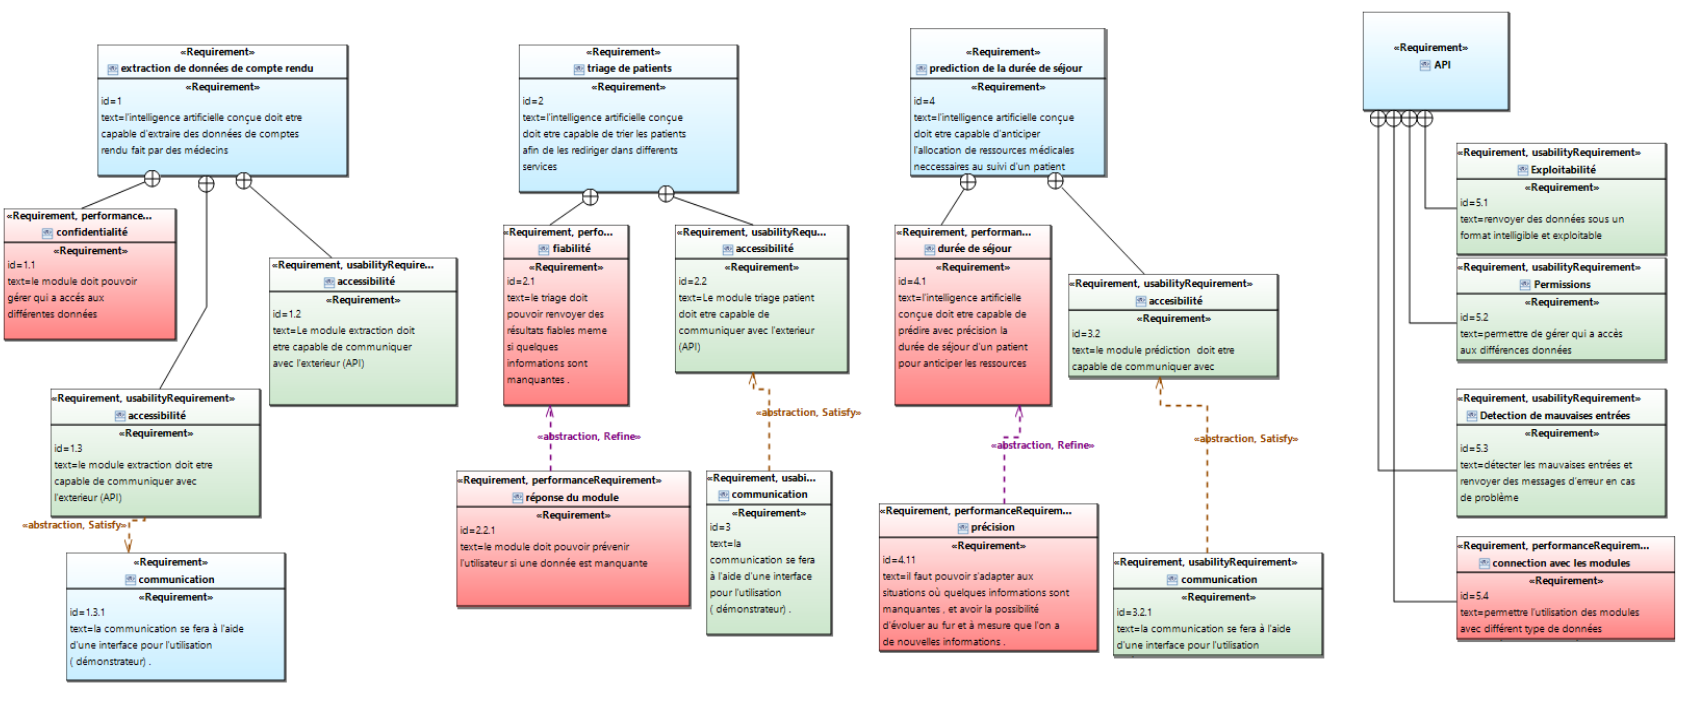 «Requirement»
extraction de données de compte rendu
«Requirement»
id=1
text=l'intelligence artificielle conçue doit etre
capable d'extraire des données de comptes
rendu fait par des médecins
«Requirement, performance...
confidentialité
«Requirement»
id=1.1
text=le module doit pouvoir
gérer qui a accés aux
différentes données
«Requirement, usabilityRequire...
accessibilité
«Requirement»
id=1.2
text=Le module extraction doit
etre capable de communiquer
avec l'exterieur (API)
«Requirement, usabilityRequirement»
accessibilité
«Requirement»
id=1.3
text=le module extraction doit etre
capable de communiquer avec
l'exterieur (API)
«abstraction, Satisfy»
«Requirement»
communication
«Requirement»
id=1.3.1
text=la communication se fera à l'aide
d'une interface pour l'utilisation
( démonstrateur) .
«Requirement»
triage de patients
«Requirement»
id=2
text=l'intelligence artificielle conçue
doit etre capable de trier les patients
afin de les rediriger dans differents
services
«Requirement, perfo...
fiabilité
«Requirement»
id=2.1
text=le triage doit
pouvoir renvoyer des
résultats fiables meme
si quelques
informations sont
manquantes .
«Requirement, usabilityRequ...
accessibilité
«Requirement»
id=2.2
text=Le module triage patient
doit etre capable de
communiquer avec l'exterieur
(API)
«abstraction, Refine»
«abstraction, Satisfy»
«Requirement, performanceRequirement»
réponse du module
«Requirement»
id=2.2.1
text=le module doit pouvoir prévenir
l'utilisateur si une donnée est manquante
«Requirement, usabi...
communication
«Requirement»
id=3
text=la
communication se fera
à l'aide d'une interface
pour l'utilisation
( démonstrateur) .
«Requirement»
prediction de la durée de séjour
«Requirement»
id=4
text=l'intelligence artificielle conçue
doit etre capable d'anticiper
l'allocation de ressources médicales
neccessaires au suivi d'un patient
«Requirement, performan...
durée de séjour
«Requirement»
id=4.1
text=l'intelligence artificielle
conçue doit etre capable de
prédire avec précision la
durée de séjour d'un patient
pour anticiper les ressources
«Requirement, usabilityRequirement»
accesibilité
«Requirement»
id=3.2
text=le module prédiction  doit etre
capable de communiquer avec
«abstraction, Refine»
«abstraction, Satisfy»
«Requirement, performanceRequirem...
précision
«Requirement»
id=4.11
text=il faut pouvoir s'adapter aux
situations où quelques informations sont
manquantes , et avoir la possibilité
d'évoluer au fur et à mesure que l'on a
de nouvelles informations .
«Requirement, usabilityRequirement»
communication
«Requirement»
id=3.2.1
text=la communication se fera à l'aide
d'une interface pour l'utilisation
«Requirement»
API
«Requirement, usabilityRequirement»
Exploitabilité
«Requirement»
id=5.1
text=renvoyer des données sous un
format intelligible et exploitable
«Requirement, usabilityRequirement»
Permissions
«Requirement»
id=5.2
text=permettre de gérer qui a accès
aux différences données
«Requirement, usabilityRequirement»
Detection de mauvaises entrées
«Requirement»
id=5.3
text=détecter les mauvaises entrées et
renvoyer des messages d'erreur en cas
de problème
«Requirement, performanceRequirem...
connection avec les modules
«Requirement»
id=5.4
text=permettre l'utilisation des modules
avec différent type de données